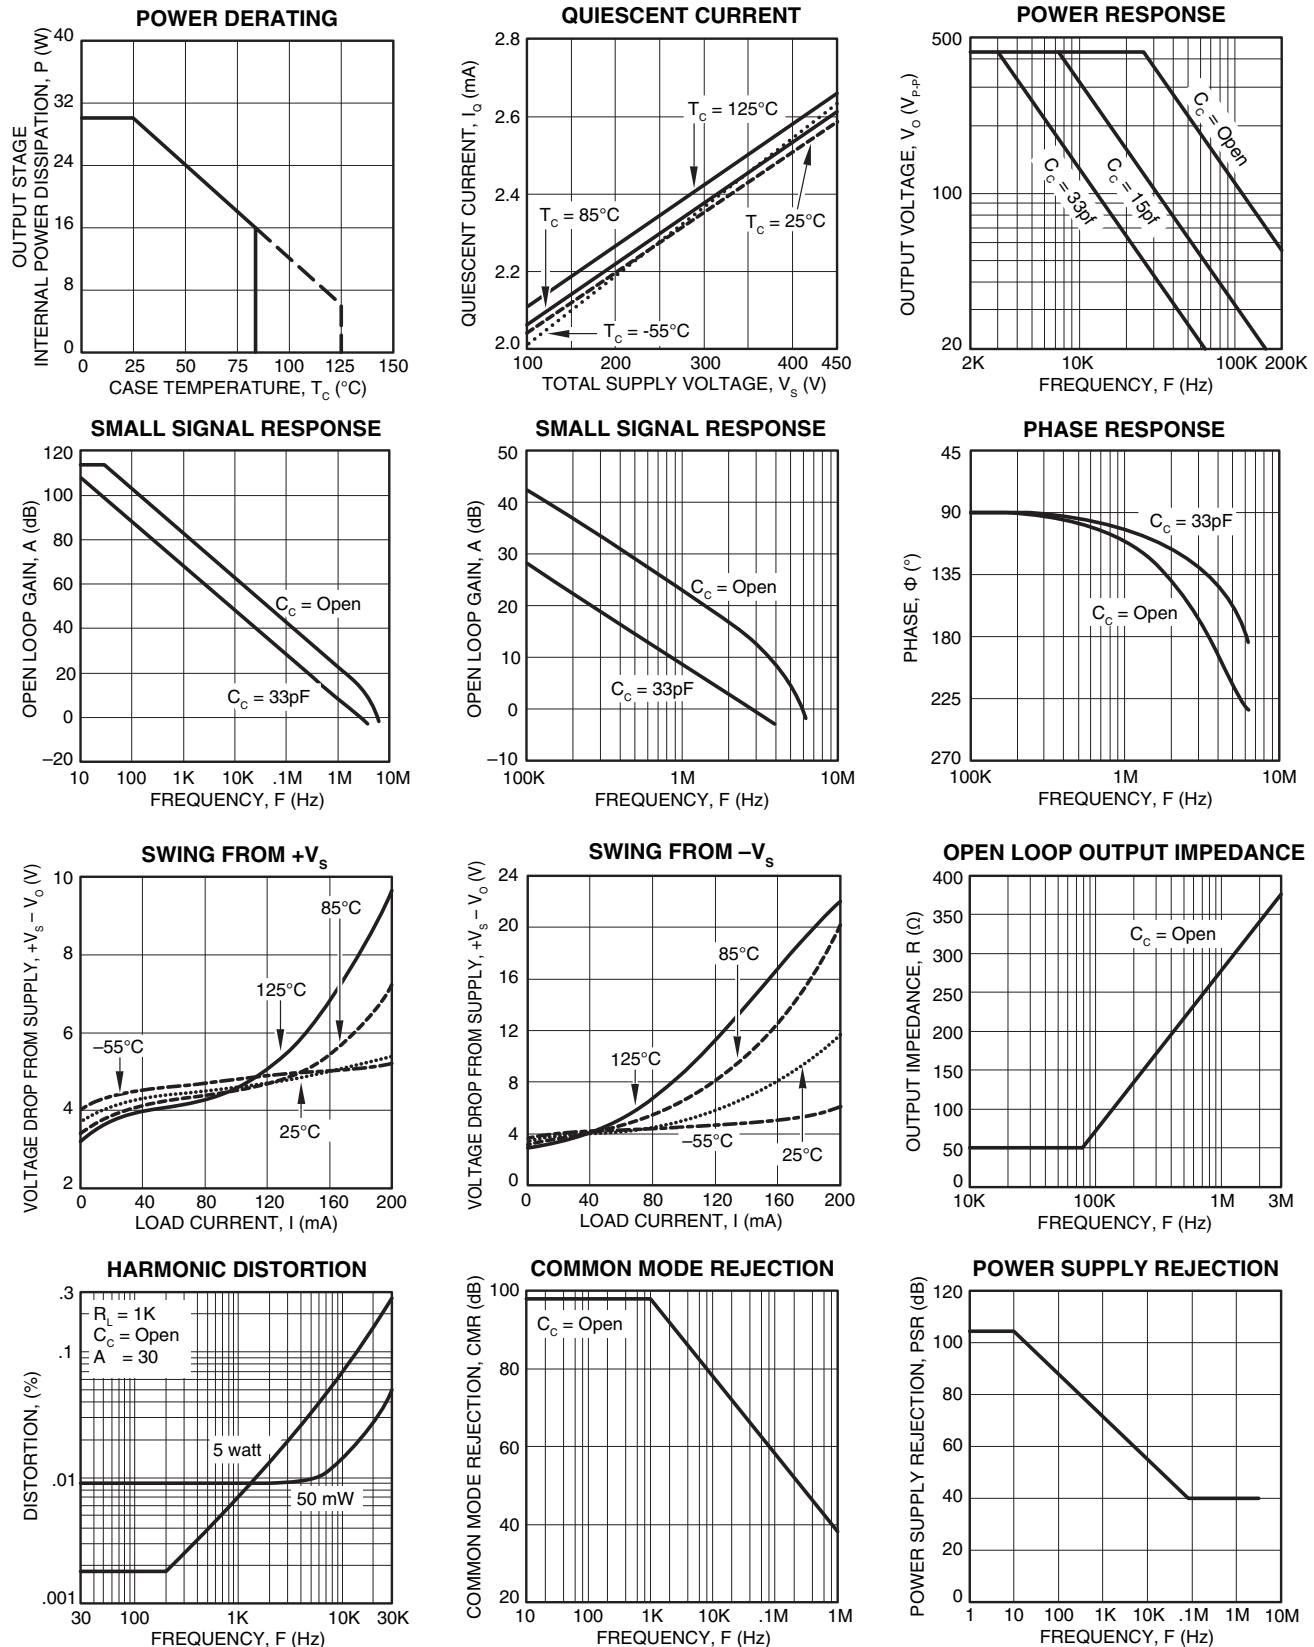 POWER DERATING
OUTPUT STAGE
INTERNAL POWER DISSIPATION, P (W)
40
32
24
16
8
0
0 25 50 75 100 125 150
CASE TEMPERATURE, T_C (°C)
QUIESCENT CURRENT
QUIESCENT CURRENT, I_Q (mA)
2.8
2.6
2.4
2.2
2.0
T_C = 125°C
T_C = 85°C
T_C = 25°C
T_C = -55°C
100 200 300 400 450
TOTAL SUPPLY VOLTAGE, V_S (V)
POWER RESPONSE
OUTPUT VOLTAGE, V_O (V_P-P)
500
100
20
C_C = Open
C_C = 15pf
C_C = 33pf
2K 10K 100K 200K
FREQUENCY, F (Hz)
SMALL SIGNAL RESPONSE
OPEN LOOP GAIN, A (dB)
120
100
80
60
40
20
0
–20
C_C = Open
C_C = 33pF
10 100 1K 10K .1M 1M 10M
FREQUENCY, F (Hz)
SMALL SIGNAL RESPONSE
OPEN LOOP GAIN, A (dB)
50
40
30
20
10
0
–10
C_C = Open
C_C = 33pF
100K 1M 10M
FREQUENCY, F (Hz)
PHASE RESPONSE
PHASE, Φ (°)
45
90
135
180
225
270
C_C = 33pF
C_C = Open
100K 1M 10M
FREQUENCY, F (Hz)
SWING FROM +V_S
VOLTAGE DROP FROM SUPPLY, +V_S – V_O (V)
10
8
6
4
2
85°C
125°C
–55°C
25°C
0 40 80 120 160 200
LOAD CURRENT, I (mA)
SWING FROM –V_S
VOLTAGE DROP FROM SUPPLY, +V_S – V_O (V)
24
20
16
12
8
4
0
85°C
125°C
–55°C
25°C
0 40 80 120 160 200
LOAD CURRENT, I (mA)
OPEN LOOP OUTPUT IMPEDANCE
OUTPUT IMPEDANCE, R (Ω)
400
350
300
250
200
150
100
50
0
C_C = Open
10K 100K 1M 3M
FREQUENCY, F (Hz)
HARMONIC DISTORTION
DISTORTION, (%)
.3
.1
.01
.001
R_L = 1K
C_C = Open
A = 30
5 watt
50 mW
30 100 1K 10K 30K
FREQUENCY, F (Hz)
COMMON MODE REJECTION
COMMON MODE REJECTION, CMR (dB)
100
80
60
40
20
C_C = Open
10 100 1K 10K .1M 1M
FREQUENCY, F (Hz)
POWER SUPPLY REJECTION
POWER SUPPLY REJECTION, PSR (dB)
120
100
80
60
40
20
0
1 10 100 1K 10K .1M 1M 10M
FREQUENCY, F (Hz)